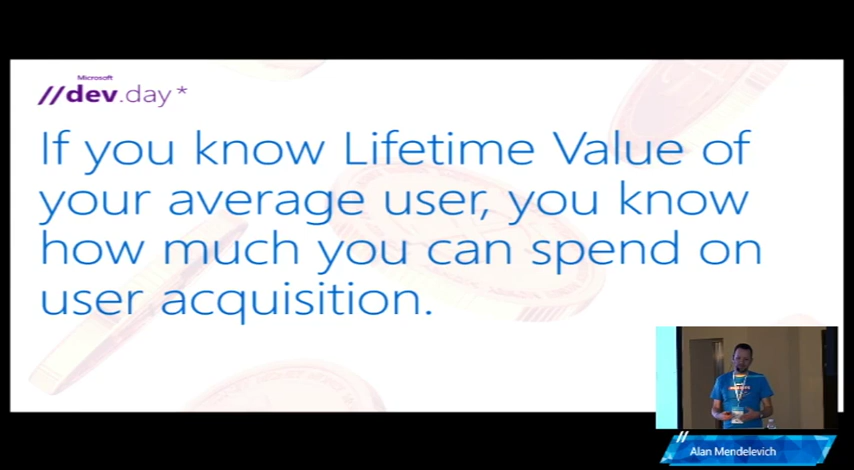 Microsoft
//dev.day*
If you know Lifetime Value of
your average user, you know
how much you can spend on
user acquisition.
// Alan Mendelevich